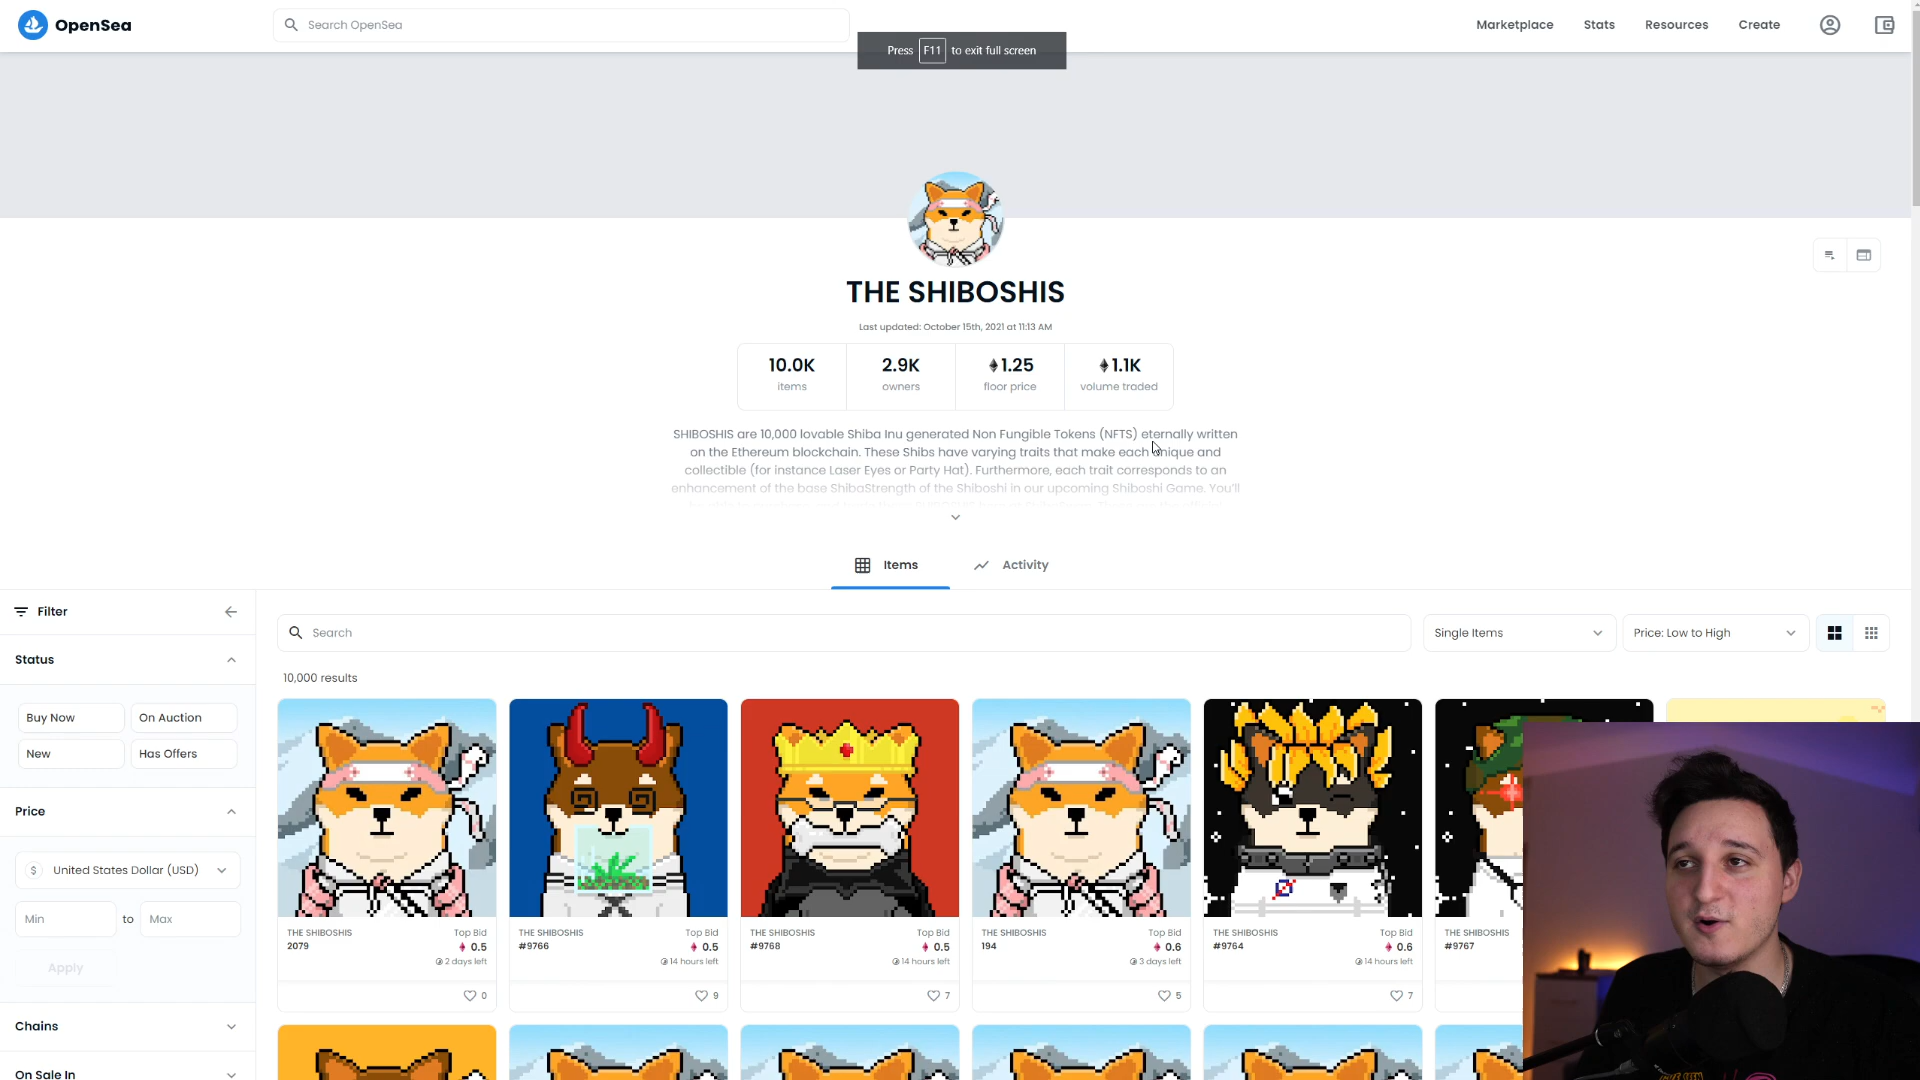 OpenSea
Search OpenSea
Marketplace
Stats
Resources
Create
Press F11 to exit full screen
THE SHIBOSHIS
Last updated: October 15th, 2021 at 11:13 AM
10.0K
items
2.9K
owners
1.25
floor price
1.1K
volume traded
SHIBOSHIS are 10,000 lovable Shiba Inu generated Non Fungible Tokens (NFTS) eternally written
on the Ethereum blockchain. These Shibs have varying traits that make each unique and
collectible (for instance Laser Eyes or Party Hat). Furthermore, each trait corresponds to an
enhancement of the base ShibaStrength of the Shiboshi in our upcoming Shiboshi Game. You'll
Items
Activity
Filter
Status
Buy Now
On Auction
New
Has Offers
Price
$ United States Dollar (USD)
Min
to
Max
Apply
Chains
On Sale In
Search
Single Items
Price: Low to High
10,000 results
THE SHIBOSHIS
Top Bid
2079
0.5
2 days left
0
THE SHIBOSHIS
Top Bid
#9766
0.5
14 hours left
9
THE SHIBOSHIS
Top Bid
#9768
0.5
14 hours left
7
THE SHIBOSHIS
Top Bid
194
0.6
3 days left
5
THE SHIBOSHIS
Top Bid
#9764
0.6
14 hours left
7
THE SHIBOSHIS
#9767